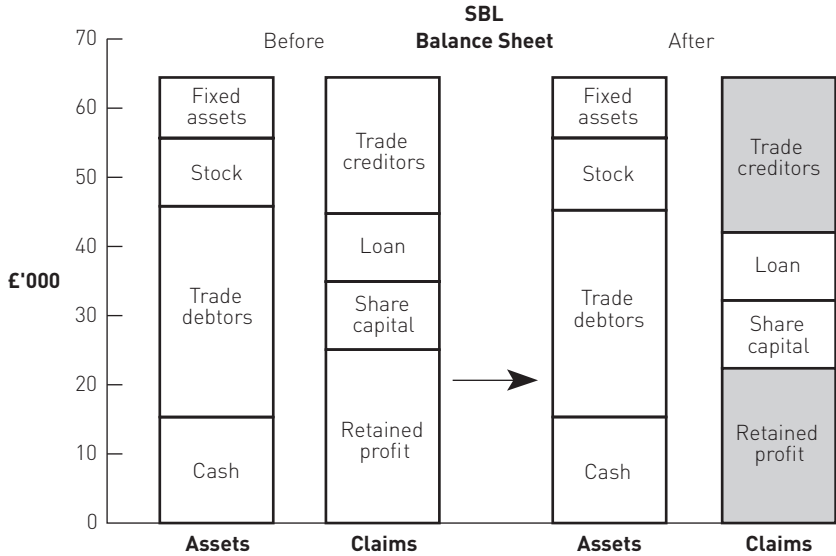 SBL
Before
Balance Sheet
After
£'000
70
60
50
40
30
20
10
0
Fixed
assets
Stock
Trade
debtors
Cash
Assets
Trade
creditors
Loan
Share
capital
Retained
profit
Claims
Fixed
assets
Stock
Trade
debtors
Cash
Assets
Trade
creditors
Loan
Share
capital
Retained
profit
Claims